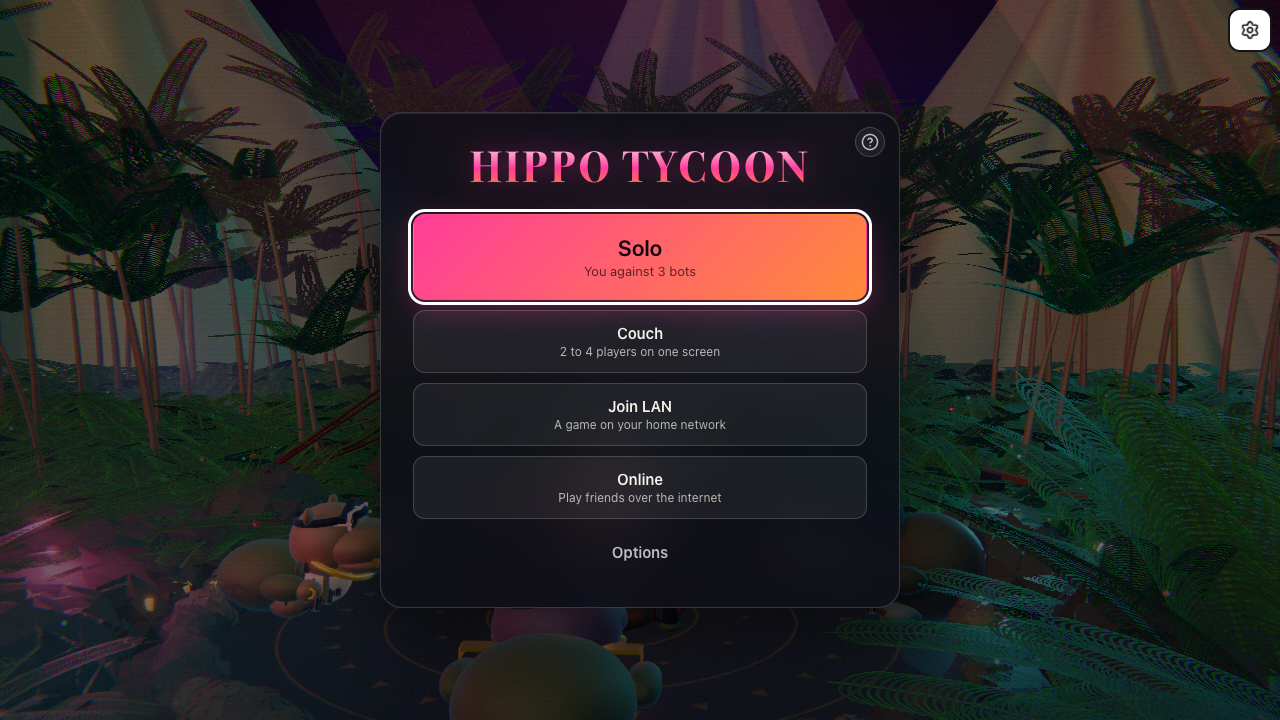 HIPPO TYCOON
Solo
You against 3 bots
Couch
2 to 4 players on one screen
Join LAN
A game on your home network
Online
Play friends over the internet
Options